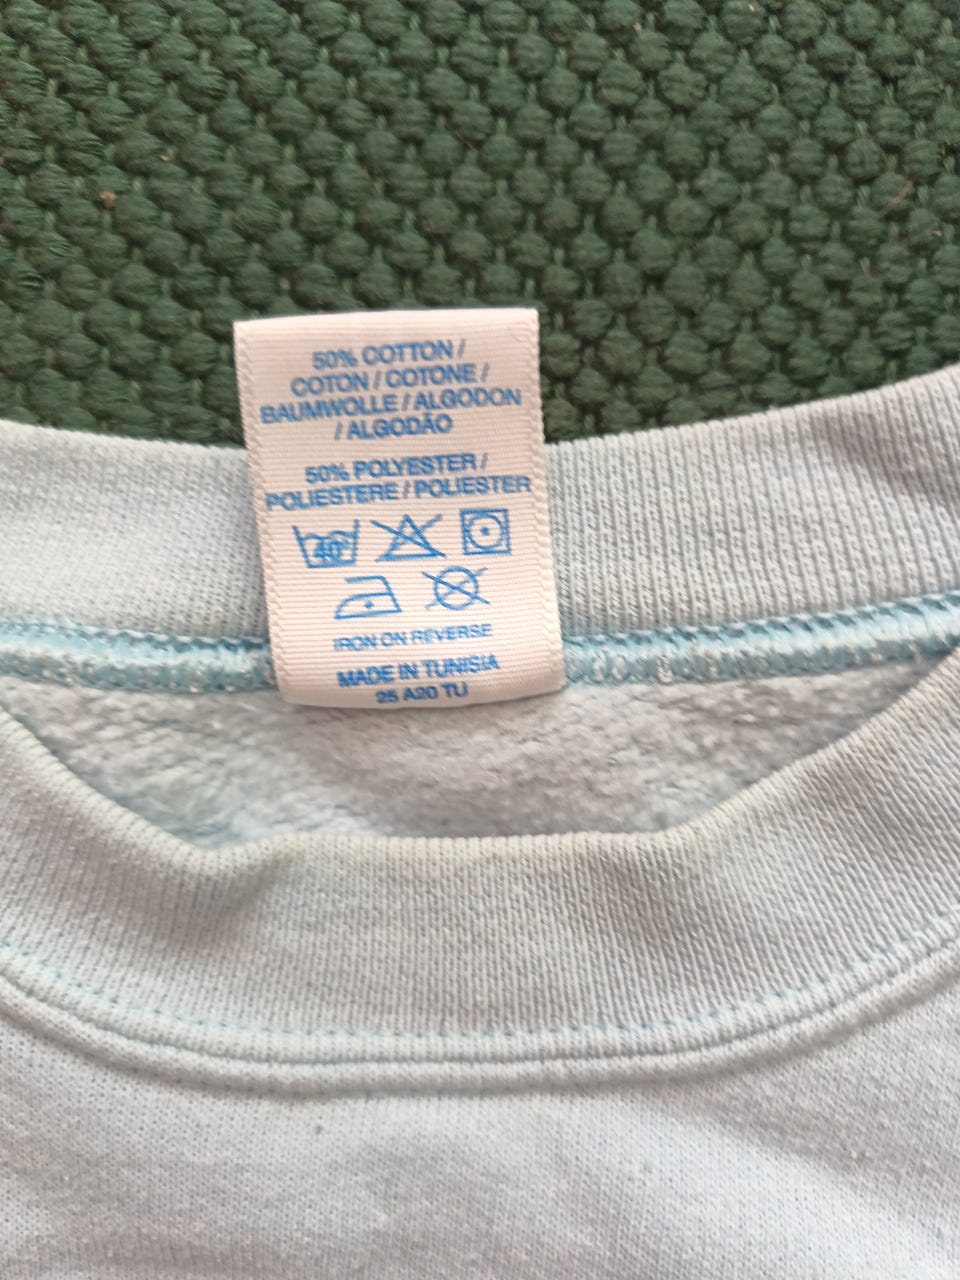 50% COTTON /
COTON / COTONE /
BAUMWOLLE / ALGODON
/ ALGODÃO
50% POLYESTER /
POLIESTERE / POLIESTER
40°
IRON ON REVERSE
MADE IN TUNISIA
25 A20 TU